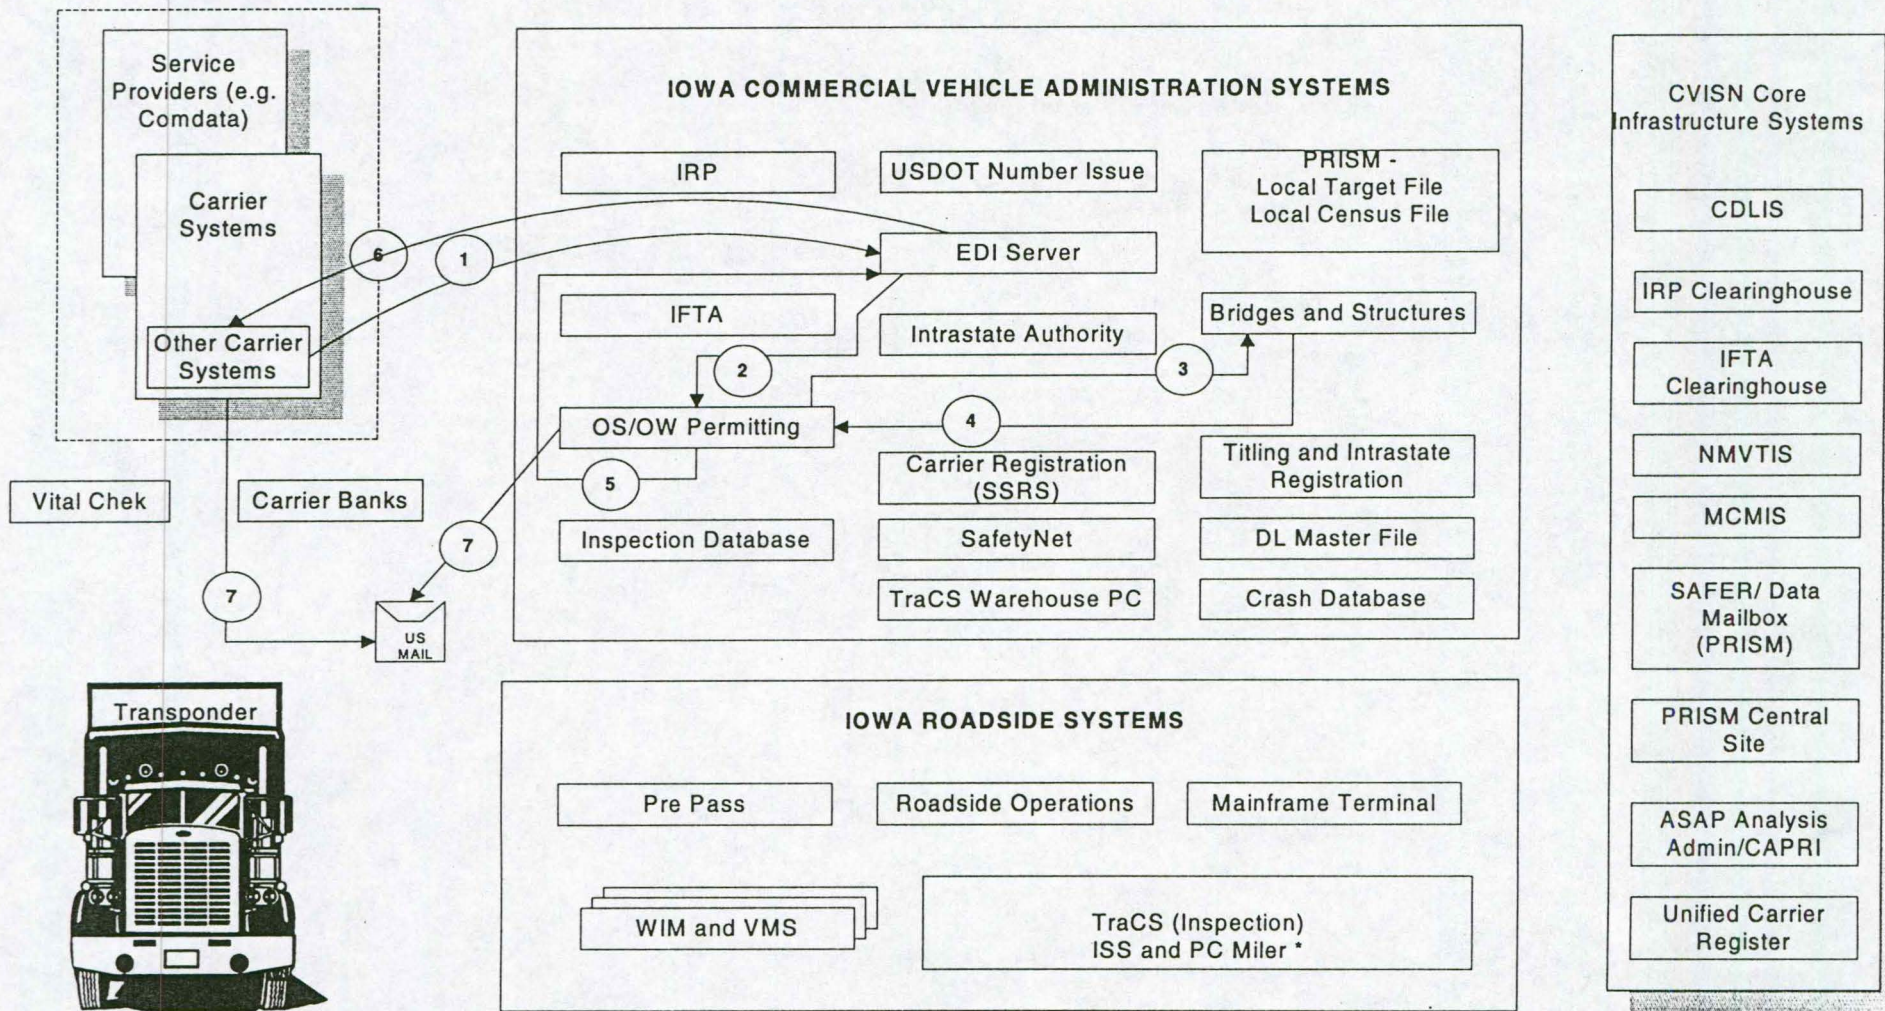 Service
Providers (e.g.
Comdata)
Carrier
Systems
Other Carrier
Systems
6
1
Vital Chek
Carrier Banks
7
7
US
MAIL
Transponder
IOWA COMMERCIAL VEHICLE ADMINISTRATION SYSTEMS
IRP
USDOT Number Issue
PRISM -
Local Target File
Local Census File
EDI Server
IFTA
Intrastate Authority
Bridges and Structures
2
3
OS/OW Permitting
4
5
Carrier Registration
(SSRS)
Titling and Intrastate
Registration
Inspection Database
SafetyNet
DL Master File
TraCS Warehouse PC
Crash Database
IOWA ROADSIDE SYSTEMS
Pre Pass
Roadside Operations
Mainframe Terminal
WIM and VMS
TraCS (Inspection)
ISS and PC Miler *
CVISN Core
Infrastructure Systems
CDLIS
IRP Clearinghouse
IFTA
Clearinghouse
NMVTIS
MCMIS
SAFER/ Data
Mailbox
(PRISM)
PRISM Central
Site
ASAP Analysis
Admin/CAPRI
Unified Carrier
Register